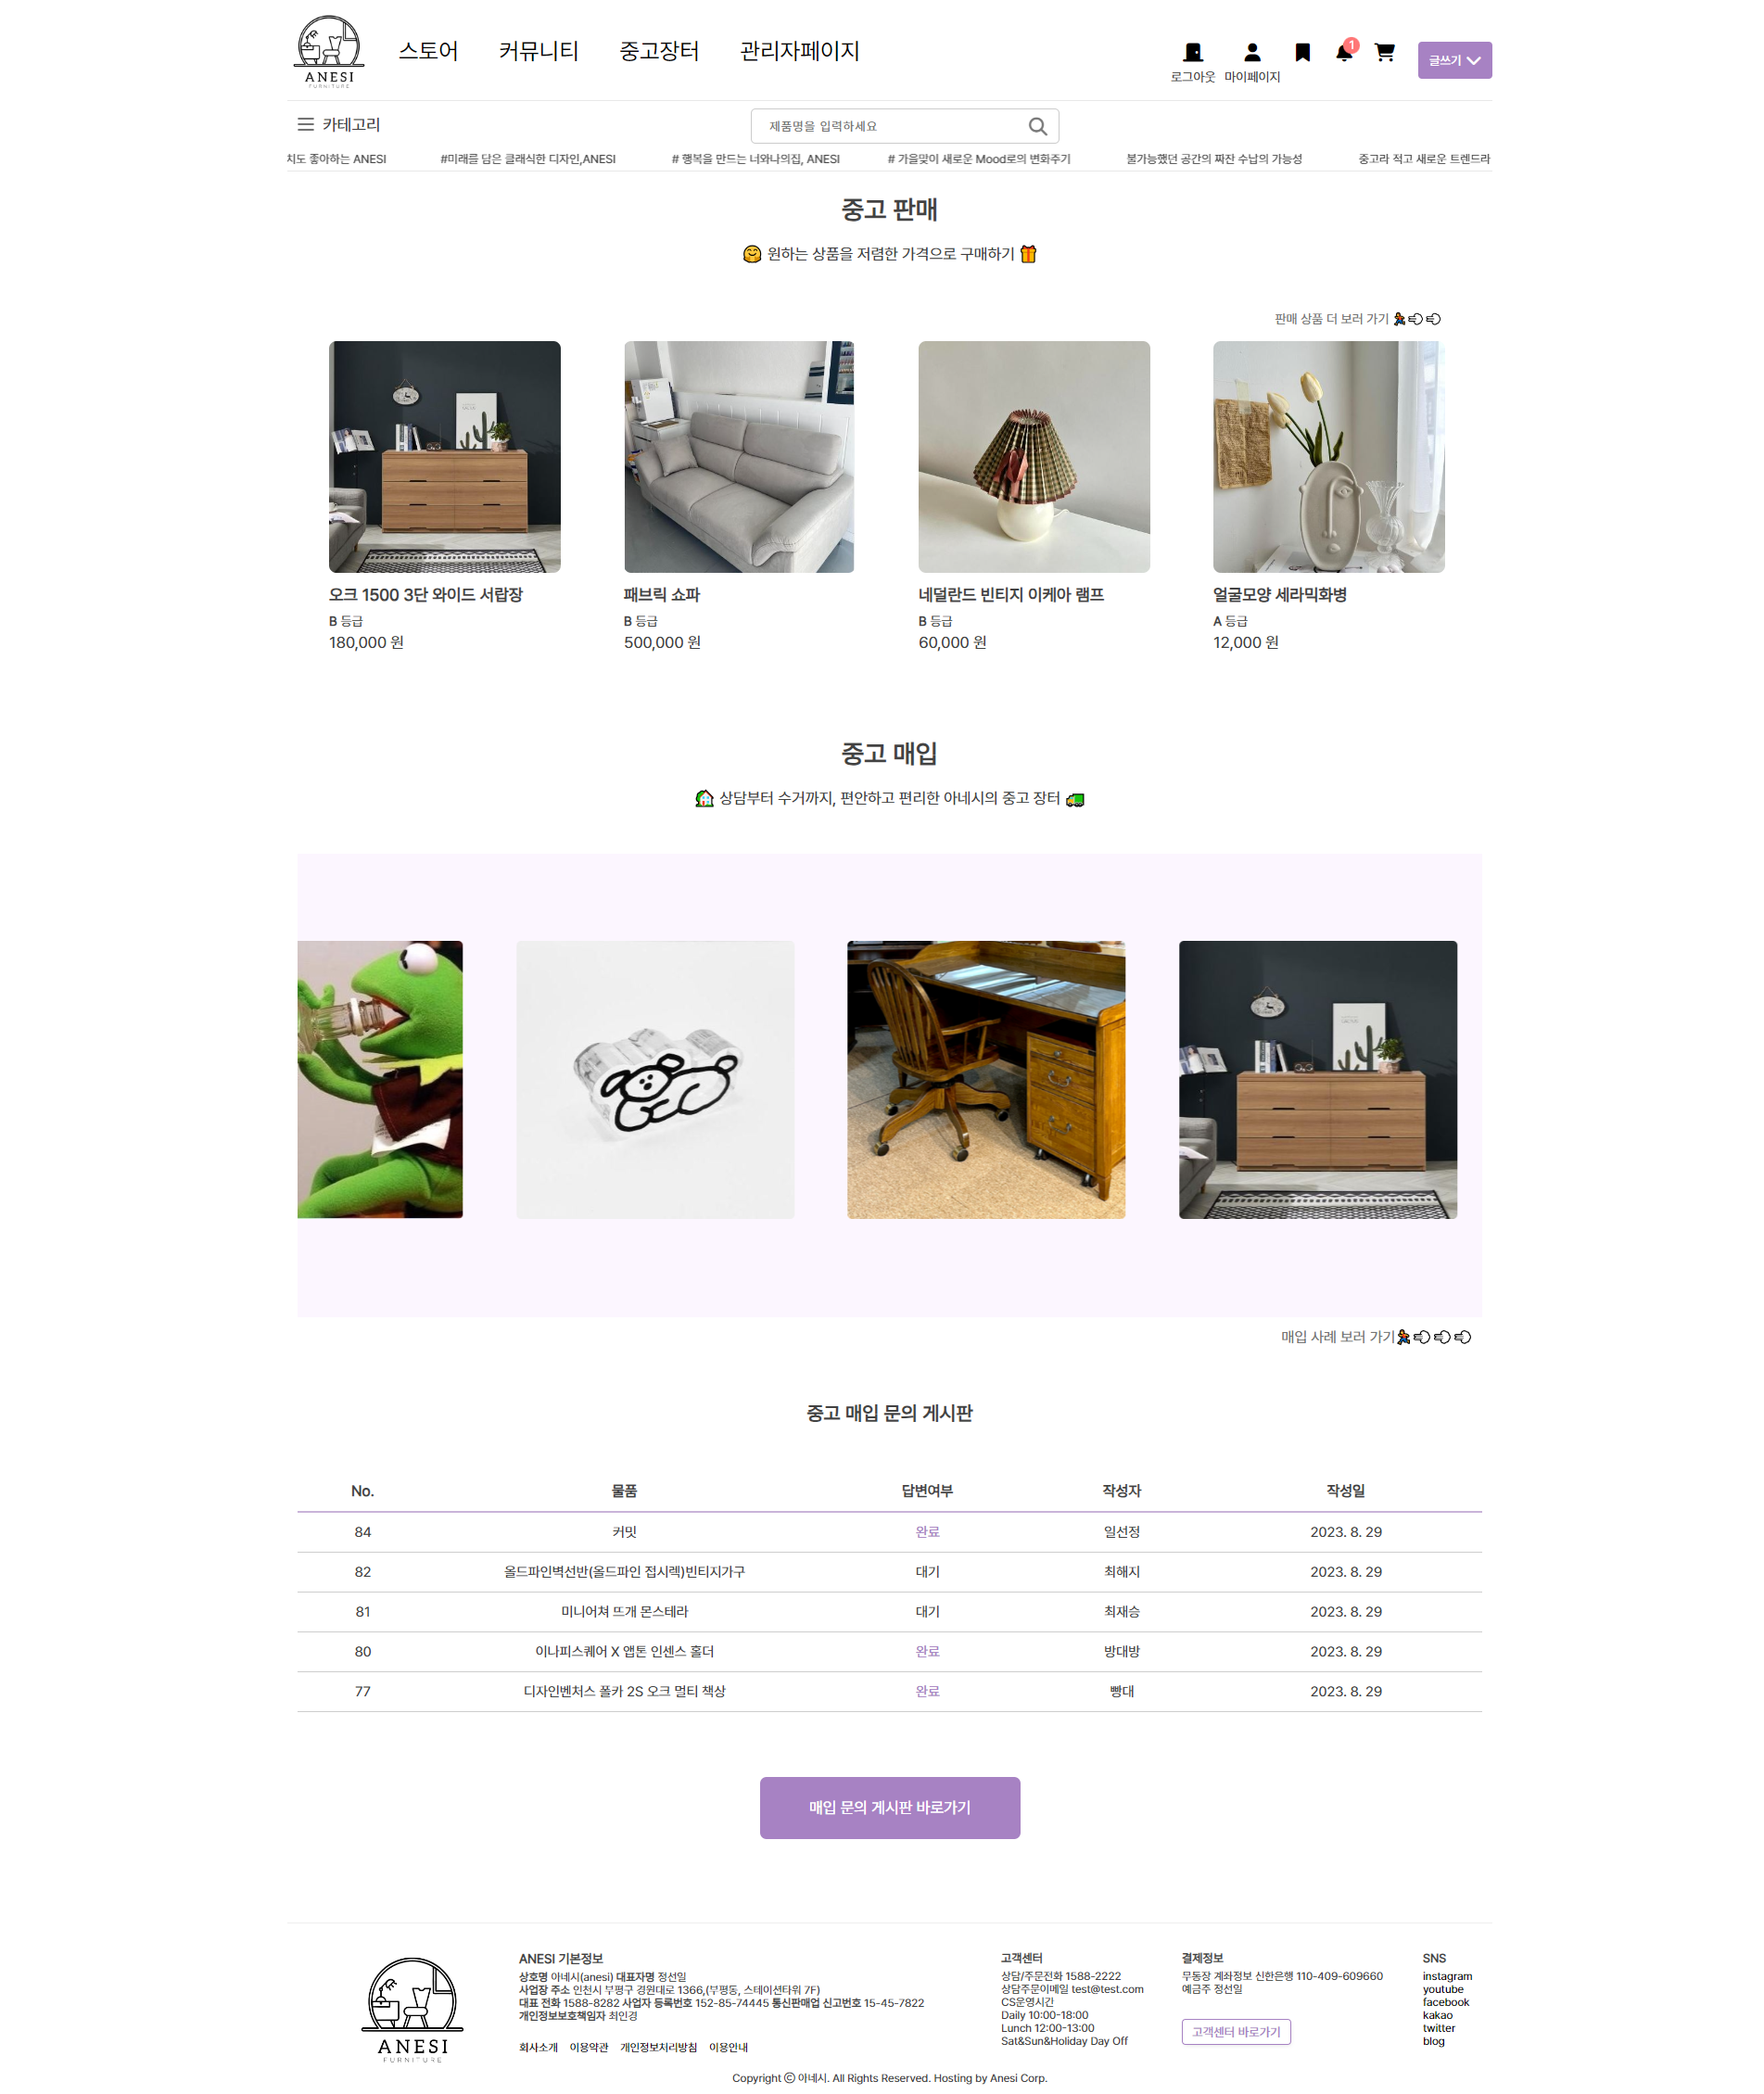 ANESI
FURNITURE
스토어 커뮤니티 중고장터 관리자페이지
1
로그아웃 마이페이지
글쓰기
카테고리
제품명을 입력하세요
치도 좋아하는 ANESI #미래를 담은 클래식한 디자인,ANESI # 행복을 만드는 너와나의집, ANESI # 가을맞이 새로운 Mood로의 변화주기 불가능했던 공간의 짜잔 수납의 가능성 중고라 적고 새로운 트렌드라
중고 판매
원하는 상품을 저렴한 가격으로 구매하기
판매 상품 더 보러 가기
오크 1500 3단 와이드 서랍장
B 등급
180,000 원
패브릭 쇼파
B 등급
500,000 원
네덜란드 빈티지 이케아 램프
B 등급
60,000 원
얼굴모양 세라믹화병
A 등급
12,000 원
중고 매입
상담부터 수거까지, 편안하고 편리한 아네시의 중고 장터
매입 사례 보러 가기
중고 매입 문의 게시판
No. 물품 답변여부 작성자 작성일
84 커밋 완료 일선정 2023. 8. 29
82 올드파인벽선반(올드파인 접시렉)빈티지가구 대기 최해지 2023. 8. 29
81 미니어쳐 뜨개 몬스테라 대기 최재승 2023. 8. 29
80 이나피스퀘어 X 앱톤 인센스 홀더 완료 방대방 2023. 8. 29
77 디자인벤처스 폴카 2S 오크 멀티 책상 완료 빵대 2023. 8. 29
매입 문의 게시판 바로가기
ANESI
FURNITURE
ANESI 기본정보
상호명 아네시(anesi) 대표자명 정선일
사업장 주소 인천시 부평구 경원대로 1366,(부평동, 스테이션타워 7F)
대표 전화 1588-8282 사업자 등록번호 152-85-74445 통신판매업 신고번호 15-45-7822
개인정보보호책임자 최인경
회사소개 이용약관 개인정보처리방침 이용안내
고객센터
상담/주문전화 1588-2222
상담주문이메일 test@test.com
CS운영시간
Daily 10:00-18:00
Lunch 12:00-13:00
Sat&Sun&Holiday Day Off
결제정보
무통장 계좌정보 신한은행 110-409-609660
예금주 정선일
고객센터 바로가기
SNS
instagram
youtube
facebook
kakao
twitter
blog
Copyright ⓒ 아네시. All Rights Reserved. Hosting by Anesi Corp.